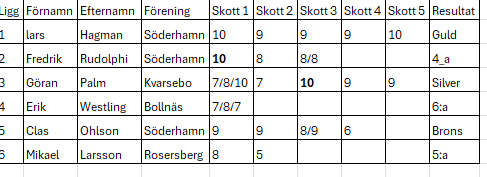 Ligg Förnamn Efternamn Förening Skott 1 Skott 2 Skott 3 Skott 4 Skott 5 Resultat
1 lars Hagman Söderhamn 10 9 9 9 10 Guld
2 Fredrik Rudolphi Söderhamn 10 8 8/8 4_a
3 Göran Palm Kvarsebo 7/8/10 7 10 9 9 Silver
4 Erik Westling Bollnäs 7/8/7 6:a
5 Clas Ohlson Söderhamn 9 9 8/9 6 Brons
6 Mikael Larsson Rosersberg 8 5 5:a